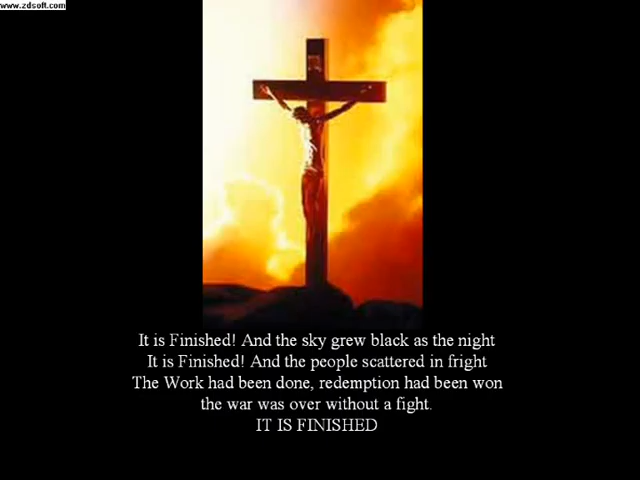 www.zdsoft.com
It is Finished! And the sky grew black as the night
It is Finished! And the people scattered in fright
The Work had been done, redemption had been won
the war was over without a fight.
IT IS FINISHED